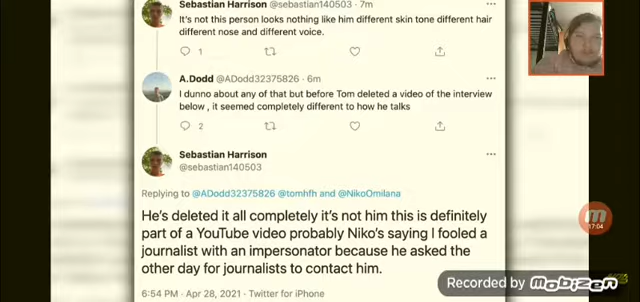 Sebastian Harrison @sebastian140503 · 7m
It's not this person looks nothing like him different skin tone different hair
different nose and different voice.
1
A.Dodd @ADodd32375826 · 6m
I dunno about any of that but before Tom deleted a video of the interview
below , it seemed completely different to how he talks
2
Sebastian Harrison
@sebastian140503
Replying to @ADodd32375826 @tomhfh and @NikoOmilana
He's deleted it all completely it's not him this is definitely
part of a YouTube video probably Niko's saying I fooled a
journalist with an impersonator because he asked the
other day for journalists to contact him.
6:54 PM · Apr 28, 2021 · Twitter for iPhone
17:04
Recorded by Mobizen